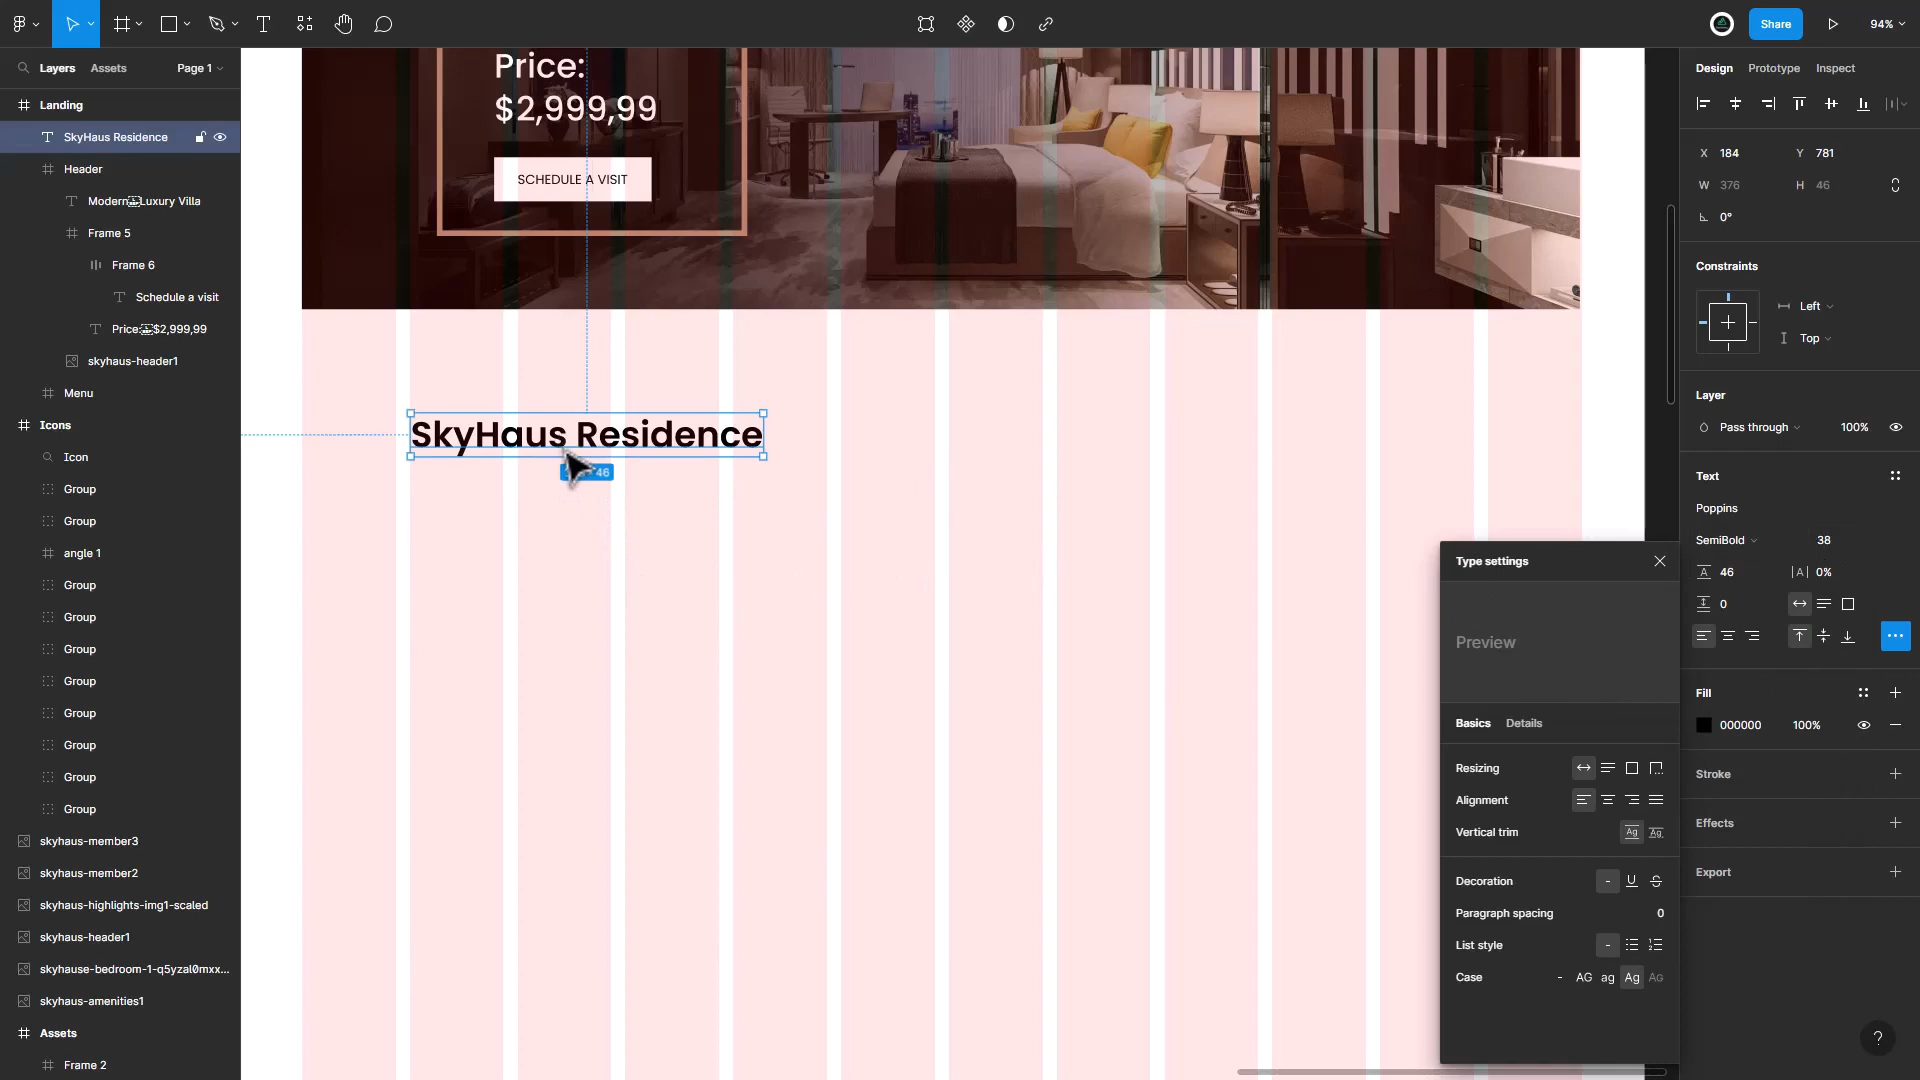 Share
94%
Layers
Assets
Page 1
Landing
SkyHaus Residence
Header
Modern Luxury Villa
Frame 5
Frame 6
Schedule a visit
Price: $2,999,99
skyhaus-header1
Menu
Icons
Icon
Group
Group
angle 1
Group
Group
Group
Group
Group
Group
Group
Group
skyhaus-member3
skyhaus-member2
skyhaus-highlights-img1-scaled
skyhaus-header1
skyhause-bedroom-1-q5yzal0mxx...
skyhaus-amenities1
Assets
Frame 2
Price:
$2,999,99
SCHEDULE A VISIT
SkyHaus Residence
46
Type settings
Preview
Basics
Details
Resizing
Alignment
Vertical trim
Decoration
Paragraph spacing
0
List style
Case
- AG ag Ag AG
Design
Prototype
Inspect
X 184
Y 781
W 376
H 46
0°
Constraints
Left
Top
Layer
Pass through
100%
Text
Poppins
SemiBold
38
46
0%
0
Fill
000000
100%
Stroke
Effects
Export
?